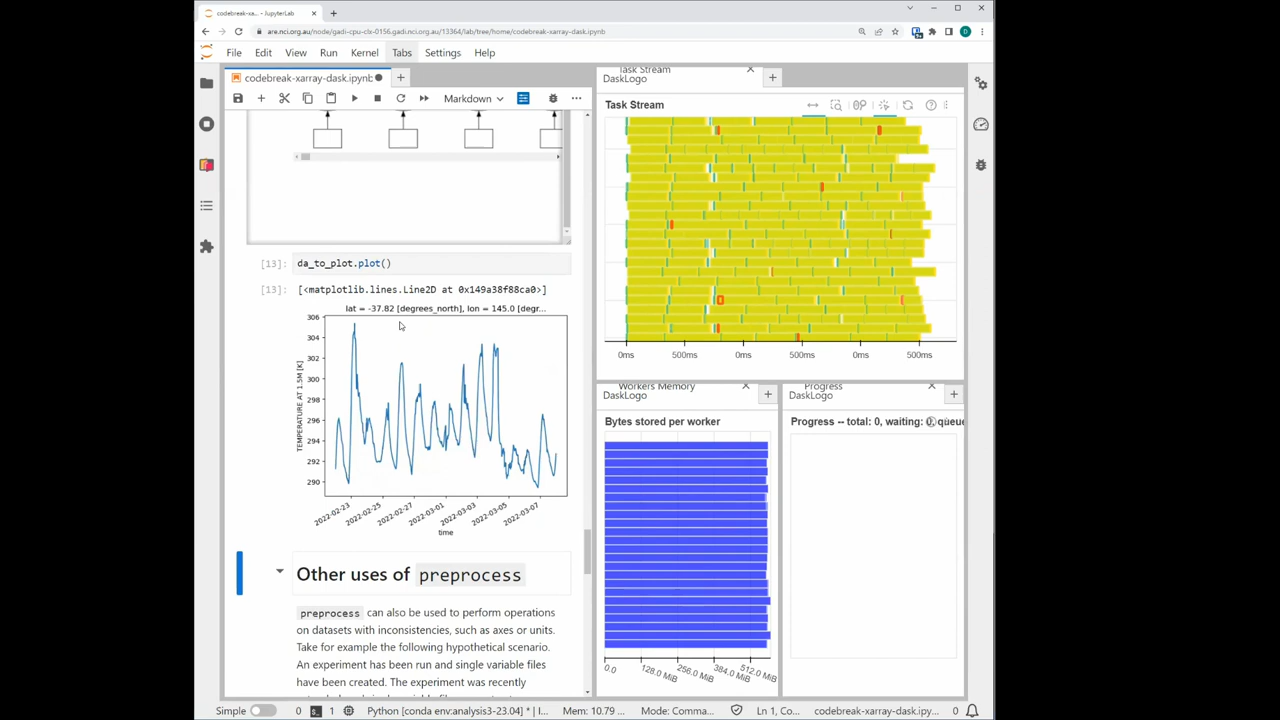 codebreak-xa... - JupyterLab
are.nci.org.au/node/gadi-cpu-clx-0156.gadi.nci.org.au/13364/lab/tree/home/codebreak-xarray-dask.ipynb
File Edit View Run Kernel Tabs Settings Help
codebreak-xarray-dask.ipynb
Markdown
[13]: da_to_plot.plot()
[13]: [<matplotlib.lines.Line2D at 0x149a38f88ca0>]
lat = -37.82 [degrees_north], lon = 145.0 [degr...
306
304
302
300
298
296
294
292
290
TEMPERATURE AT 1.5M [K]
2022-02-23 2022-02-25 2022-02-27 2022-03-01 2022-03-03 2022-03-05 2022-03-07
time
Other uses of preprocess
preprocess can also be used to perform operations
on datasets with inconsistencies, such as axes or units.
Take for example the following hypothetical scenario.
An experiment has been run and single variable files
have been created. The experiment was recently
Task Stream
DaskLogo
Task Stream
0ms 500ms 0ms 500ms 0ms 500ms
Workers Memory
DaskLogo
Bytes stored per worker
0.0 128.0 MiB 256.0 MiB 384.0 MiB 512.0 MiB
Progress
DaskLogo
Progress -- total: 0, waiting: 0, queue
Simple 0 1 Python [conda env:analysis3-23.04] * | I... Mem: 10.79 ... Mode: Comma... Ln 1, Co... codebreak-xarray-dask.ipy... 0